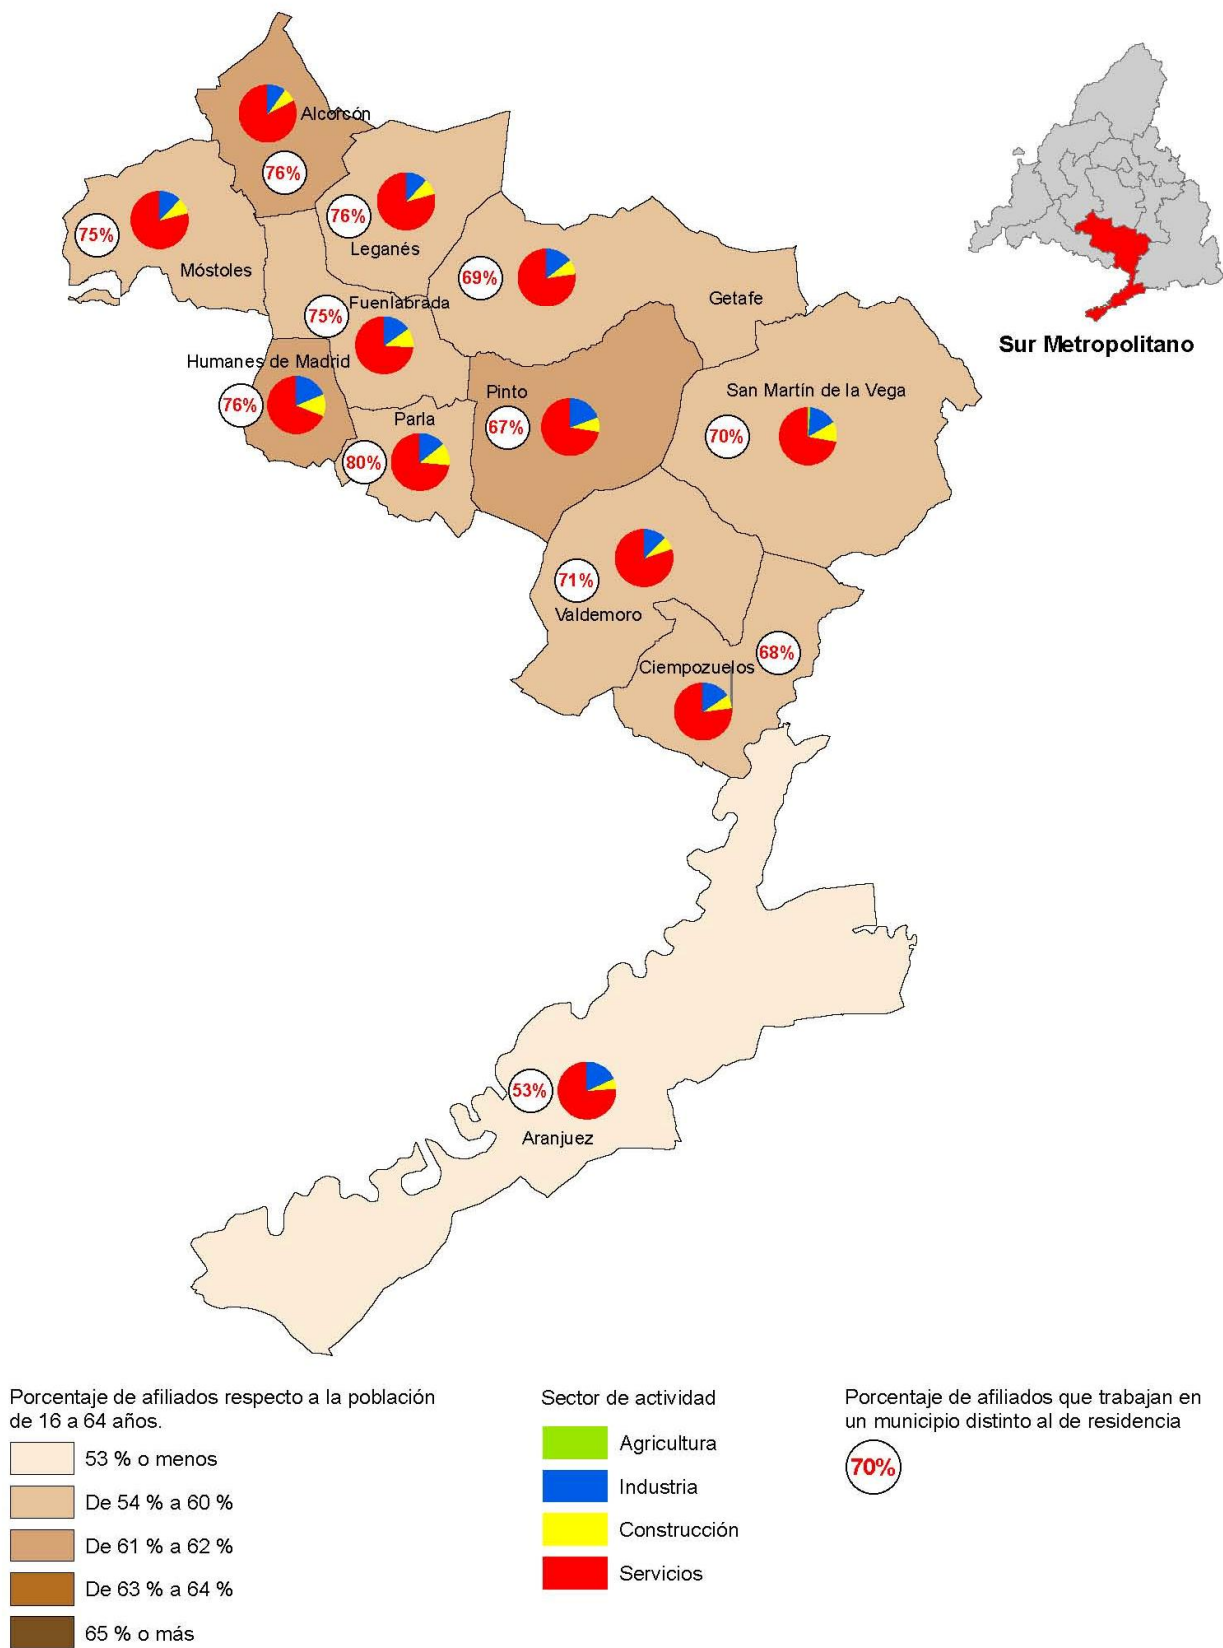 Alcorcón
76%
76%
75%
Leganés
Móstoles
69%
Getafe
Fuenlabrada
75%
Sur Metropolitano
Humanes de Madrid
76%
Pinto
67%
San Martín de la Vega
70%
Parla
80%
71%
Valdemoro
68%
Ciempozuelos
53%
Aranjuez
Porcentaje de afiliados respecto a la población
de 16 a 64 años.
53 % o menos
De 54 % a 60 %
De 61 % a 62 %
De 63 % a 64 %
65 % o más
Sector de actividad
Agricultura
Industria
Construcción
Servicios
Porcentaje de afiliados que trabajan en
un municipio distinto al de residencia
70%